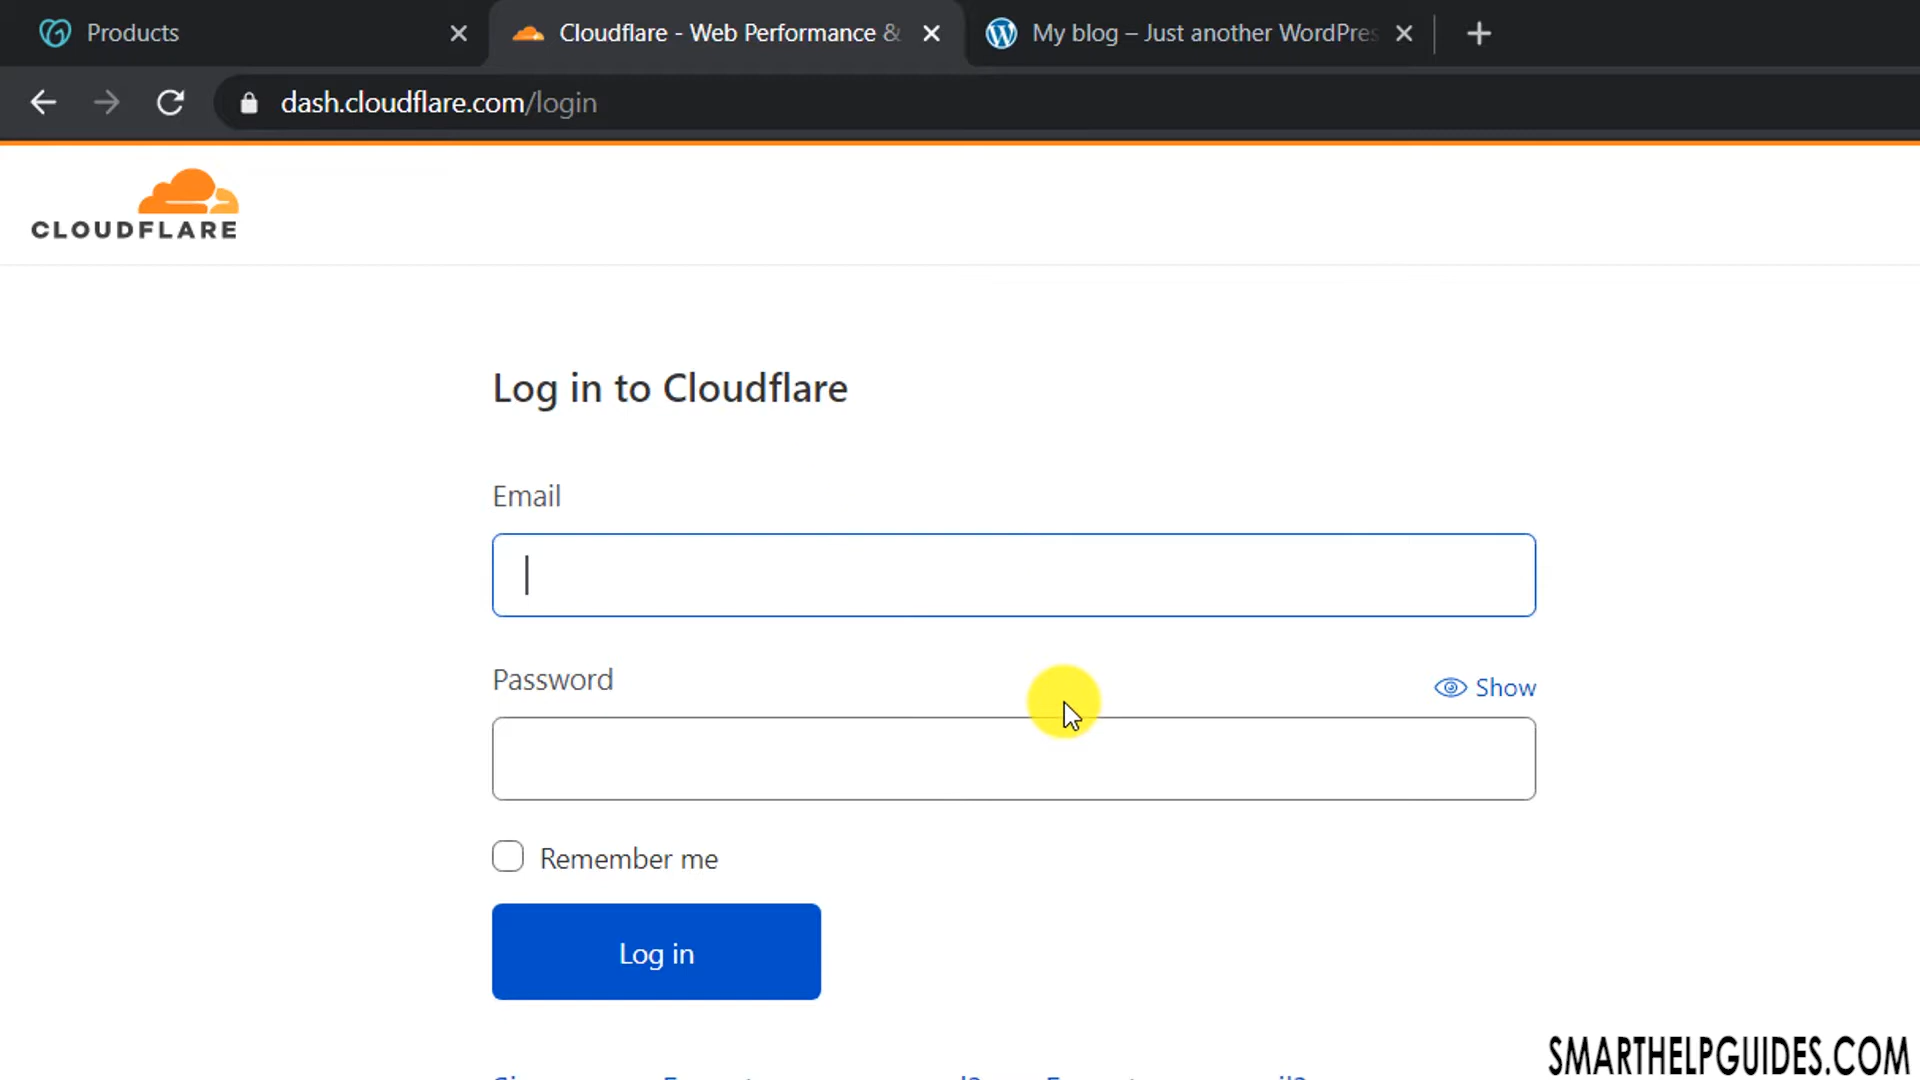 Products
Cloudflare - Web Performance &
My blog – Just another WordPres
dash.cloudflare.com/login
CLOUDFLARE
Log in to Cloudflare
Email
Password
Show
Remember me
Log in
SMARTHELPGUIDES.COM